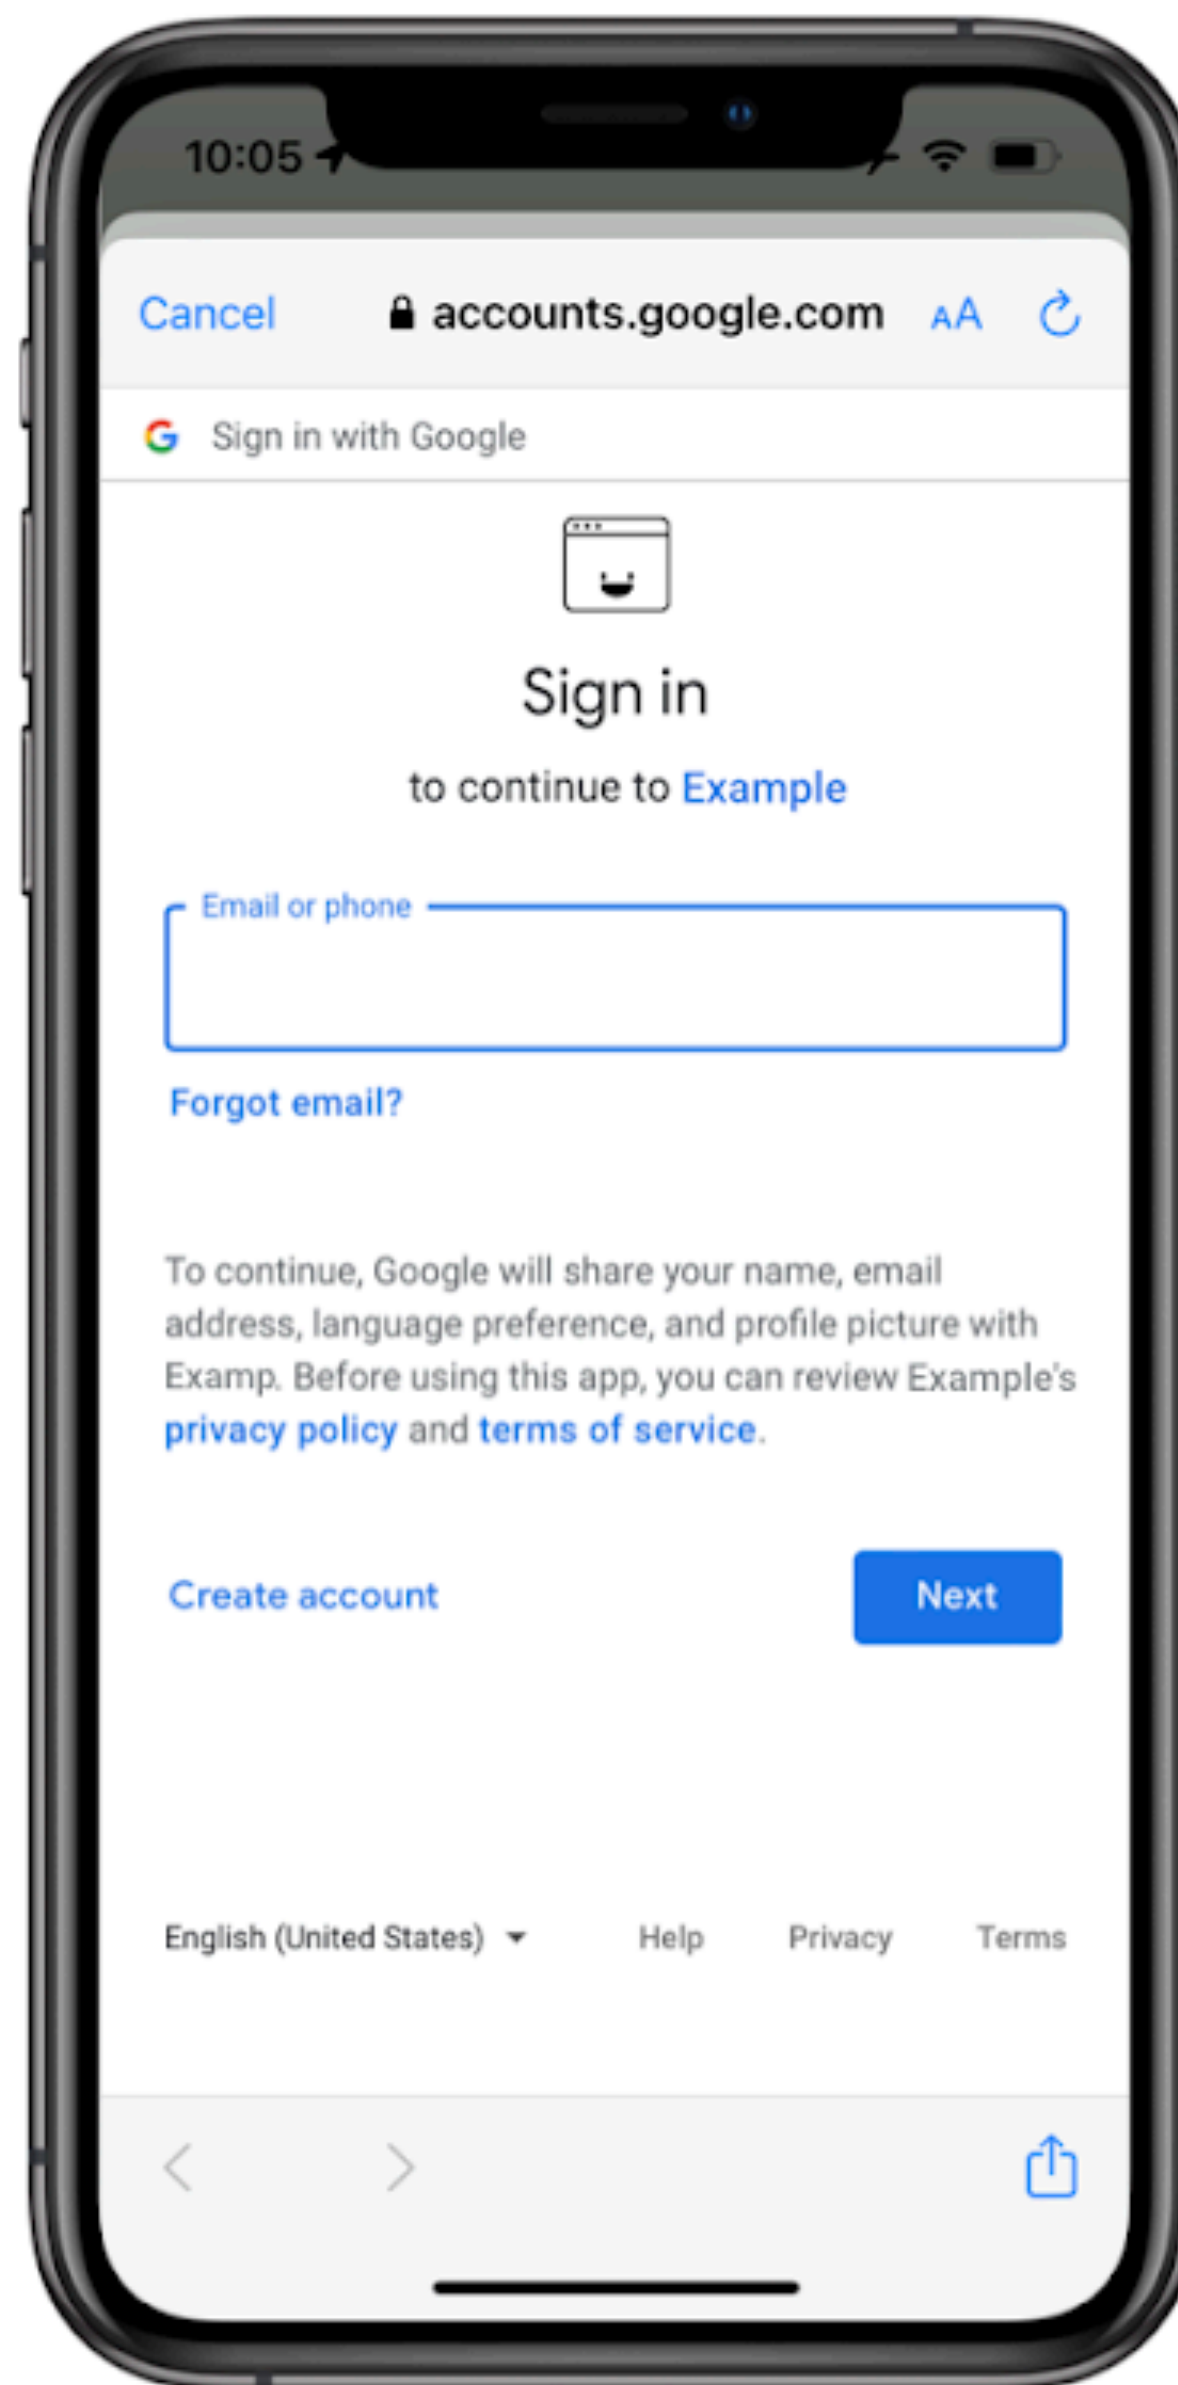 10:05
Cancel accounts.google.com AA
Sign in with Google
Sign in
to continue to Example
Email or phone
Forgot email?
To continue, Google will share your name, email
address, language preference, and profile picture with
Examp. Before using this app, you can review Example's
privacy policy and terms of service.
Create account Next
English (United States) Help Privacy Terms